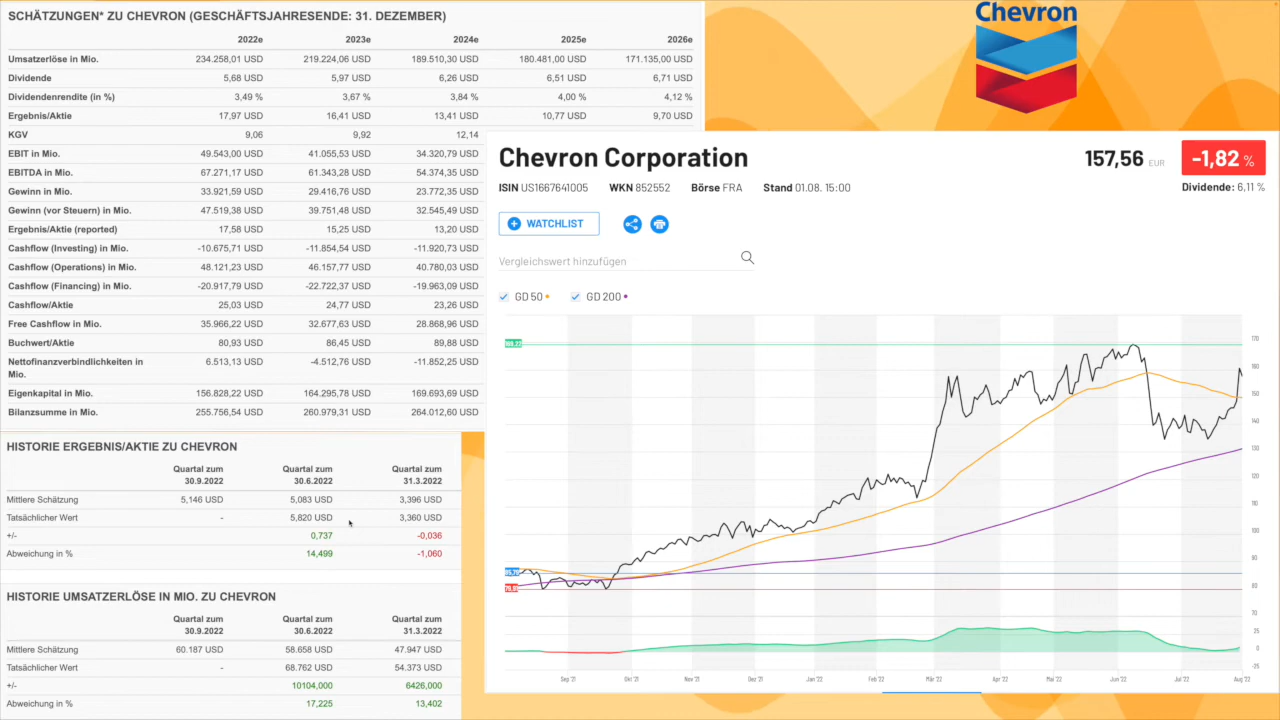 SCHÄTZUNGEN* ZU CHEVRON (GESCHÄFTSJAHRESENDE: 31. DEZEMBER)
2022e 2023e 2024e 2025e 2026e
Umsatzerlöse in Mio. 234.258,01 USD 219.224,06 USD 189.510,30 USD 180.481,00 USD 171.135,00 USD
Dividende 5,68 USD 5,97 USD 6,26 USD 6,51 USD 6,71 USD
Dividendenrendite (in %) 3,49 % 3,67 % 3,84 % 4,00 % 4,12 %
Ergebnis/Aktie 17,97 USD 16,41 USD 13,41 USD 10,77 USD 9,70 USD
KGV 9,06 9,92 12,14
EBIT in Mio. 49.543,00 USD 41.055,53 USD 34.320,79 USD
EBITDA in Mio. 67.271,17 USD 61.343,28 USD 54.374,35 USD
Gewinn in Mio. 33.921,59 USD 29.416,76 USD 23.772,35 USD
Gewinn (vor Steuern) in Mio. 47.519,38 USD 39.751,48 USD 32.545,49 USD
Ergebnis/Aktie (reported) 17,58 USD 15,25 USD 13,20 USD
Cashflow (Investing) in Mio. -10.675,71 USD -11.854,54 USD -11.920,73 USD
Cashflow (Operations) in Mio. 48.121,23 USD 46.157,77 USD 40.780,03 USD
Cashflow (Financing) in Mio. -20.917,79 USD -22.722,37 USD -19.963,09 USD
Cashflow/Aktie 25,03 USD 24,77 USD 23,26 USD
Free Cashflow in Mio. 35.966,22 USD 32.677,63 USD 28.868,96 USD
Buchwert/Aktie 80,93 USD 86,45 USD 89,88 USD
Nettofinanzverbindlichkeiten in 6.513,13 USD -4.512,76 USD -11.852,25 USD
Mio.
Eigenkapital in Mio. 156.828,22 USD 164.295,78 USD 169.693,69 USD
Bilanzsumme in Mio. 255.756,54 USD 260.979,31 USD 264.012,60 USD
HISTORIE ERGEBNIS/AKTIE ZU CHEVRON
Quartal zum Quartal zum Quartal zum
30.9.2022 30.6.2022 31.3.2022
Mittlere Schätzung 5,146 USD 5,083 USD 3,396 USD
Tatsächlicher Wert - 5,820 USD 3,360 USD
+/- 0,737 -0,036
Abweichung in % 14,499 -1,060
HISTORIE UMSATZERLÖSE IN MIO. ZU CHEVRON
Quartal zum Quartal zum Quartal zum
30.9.2022 30.6.2022 31.3.2022
Mittlere Schätzung 60.187 USD 58.658 USD 47.947 USD
Tatsächlicher Wert - 68.762 USD 54.373 USD
+/- 10104,000 6426,000
Abweichung in % 17,225 13,402
Chevron
Chevron Corporation 157,56 EUR -1,82 %
ISIN US1667641005 WKN 852552 Börse FRA Stand 01.08. 15:00 Dividende: 6,11 %
WATCHLIST
Vergleichswert hinzufügen
GD 50 GD 200
170
160
150
140
130
120
110
100
90
80
70
25
0
-25
Sep '21 Okt '21 Nov '21 Dez '21 Jan '22 Feb '22 Mär '22 Apr '22 Mai '22 Jun '22 Jul '22 Aug '22